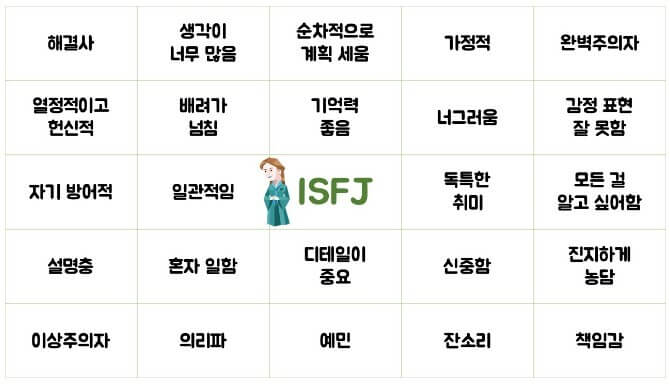 해결사
생각이
너무 많음
순차적으로
계획 세움
가정적
완벽주의자
열정적이고
헌신적
배려가
넘침
기억력
좋음
너그러움
감정 표현
잘 못함
자기 방어적
일관적임
ISFJ
독특한
취미
모든 걸
알고 싶어함
설명충
혼자 일함
디테일이
중요
신중함
진지하게
농담
이상주의자
의리파
예민
잔소리
책임감